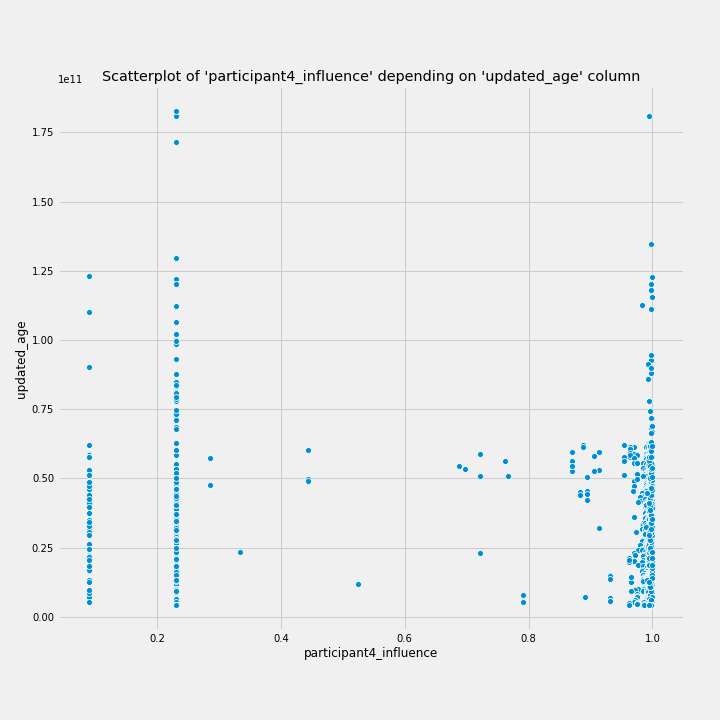 Scatterplot of 'participant4_influence' depending on 'updated_age' column
1e11
1.75
1.50
1.25
1.00
0.75
0.50
0.25
0.00
updated_age
0.2 0.4 0.6 0.8 1.0
participant4_influence